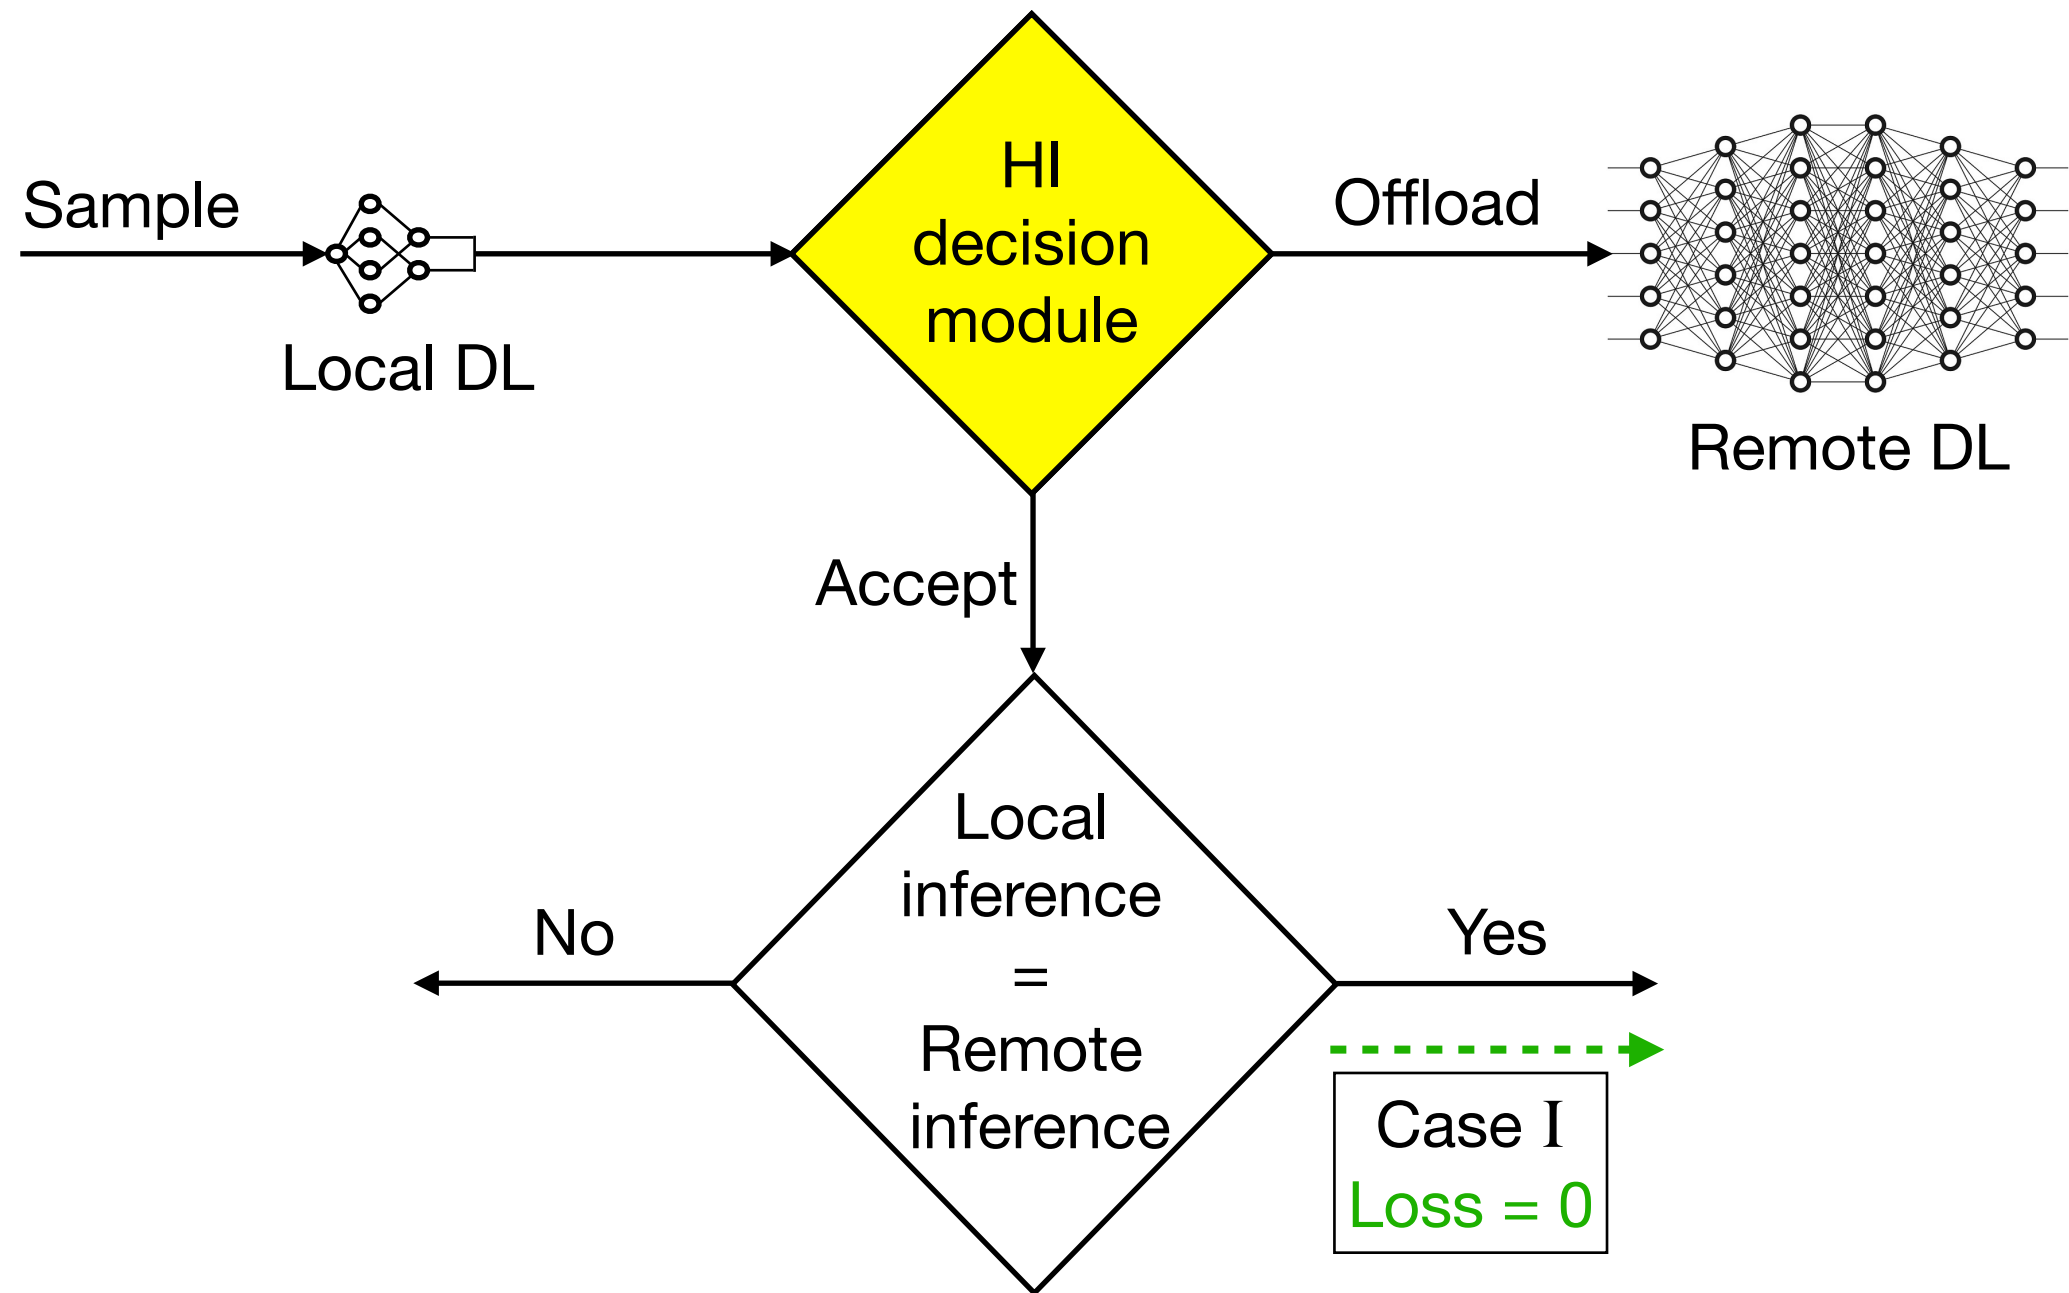 Sample
Local DL
HI
decision
module
Offload
Remote DL
Accept
Local
inference
=
Remote
inference
No
Yes
Case I
Loss = 0